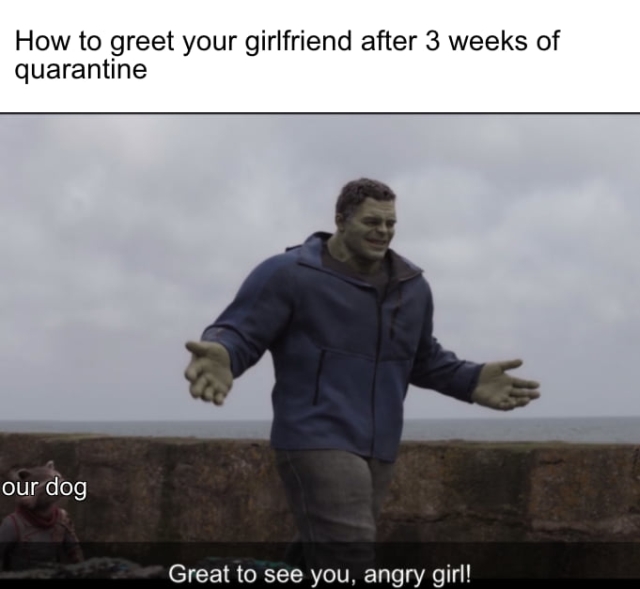 How to greet your girlfriend after 3 weeks of
quarantine
our dog
Great to see you, angry girl!